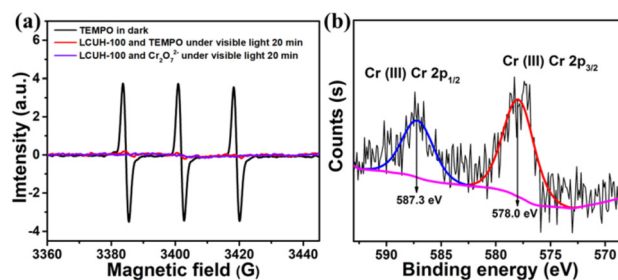 (a)
TEMPO in dark
LCUH-100 and TEMPO under visible light 20 min
LCUH-100 and Cr₂O₇²⁻ under visible light 20 min
Imtensity (a.u.)
6
4
2
0
-2
-4
3360 3380 3400 3420 3440
Magnetic field (G)
(b)
Cr (III) Cr 2p₁/₂
Cr (III) Cr 2p₃/₂
587.3 eV
578.0 eV
Counts (s)
590 585 580 575 570
Binding energy (eV)